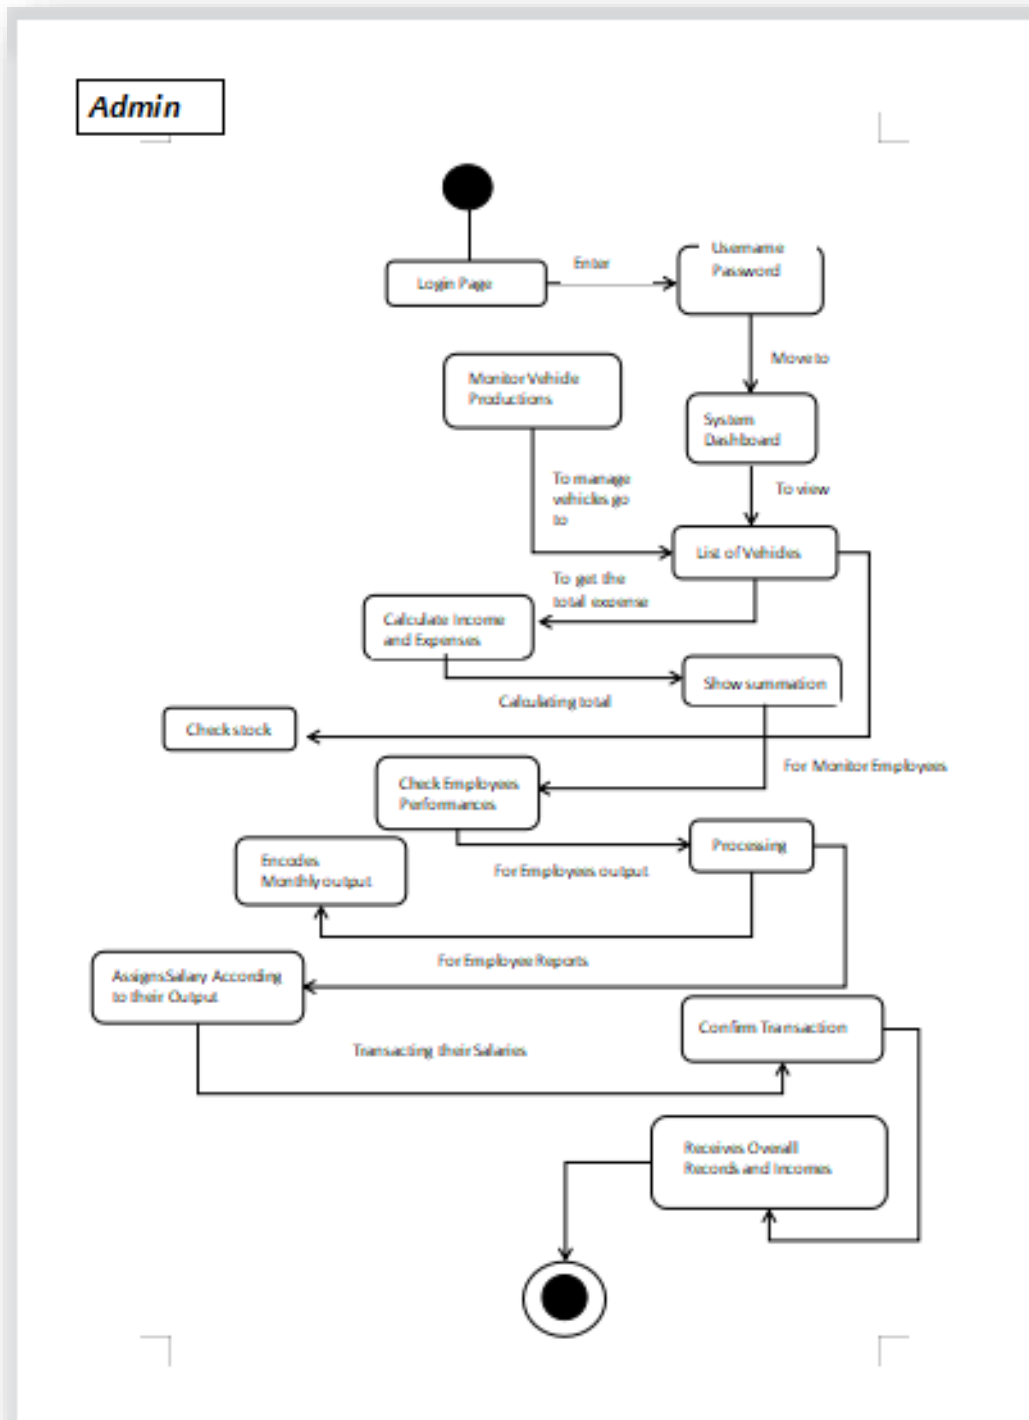 Admin
Username
Password
Enter
Login Page
Move to
Monitor Vehicle
Productions
System
Dashboard
To manage
vehicles go
to
To view
List of Vehicles
To get the
total expense
Calculate Income
and Expenses
Show summation
Calculating total
Check stock
For Monitor Employees
Check Employees
Performances
Processing
Encodes
Monthly output
For Employees output
For Employee Reports
Assigns Salary According
to their Output
Confirm Transaction
Transacting their Salaries
Receives Overall
Records and Incomes